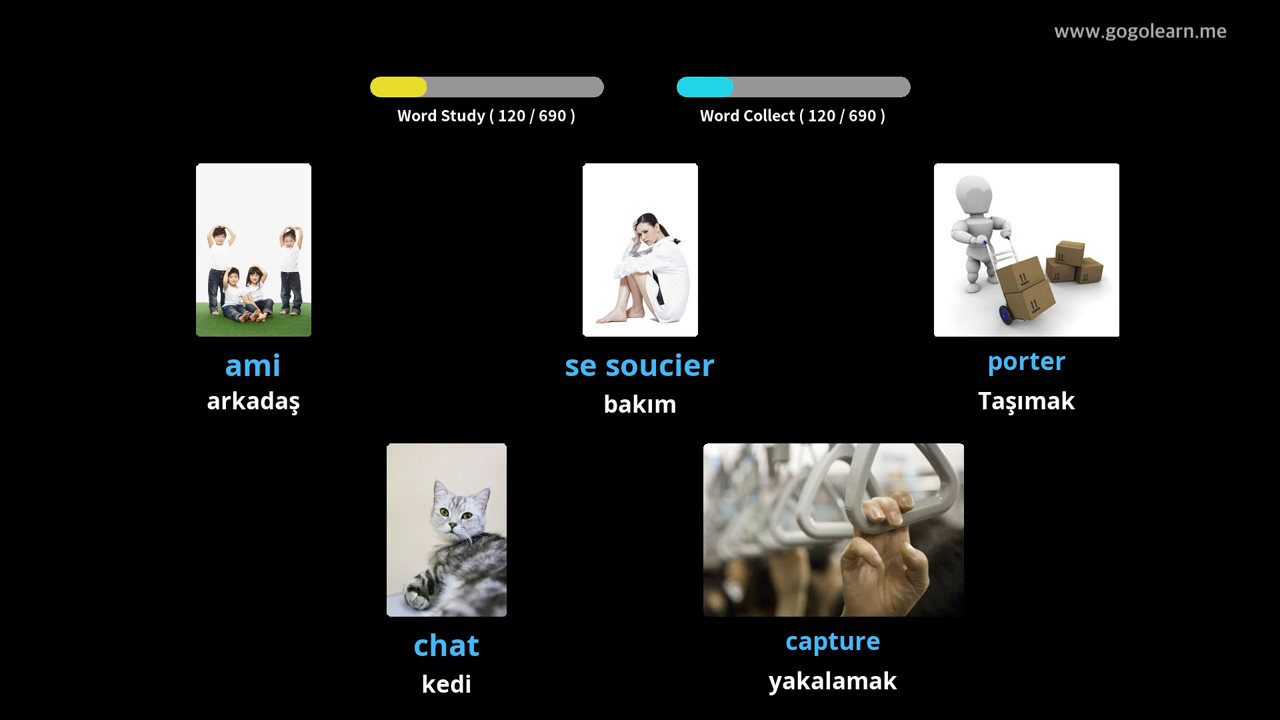 www.gogolearn.me
Word Study ( 120 / 690 )
Word Collect ( 120 / 690 )
ami
arkadaş
se soucier
bakım
porter
Taşımak
chat
kedi
capture
yakalamak